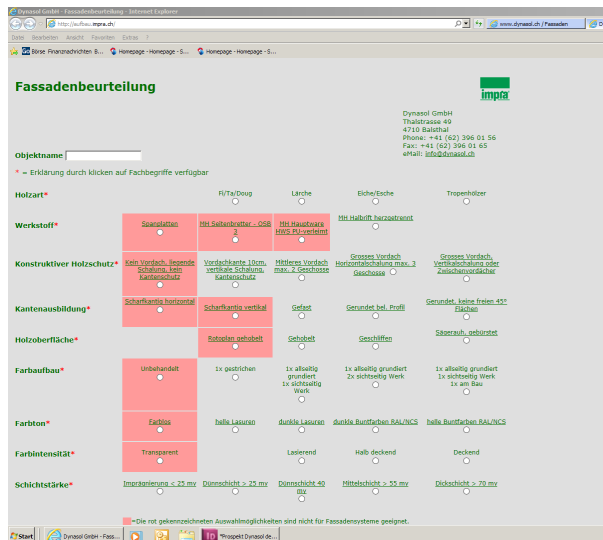 Dynasol GmbH - Fassadenbeurteilung - Internet Explorer
http://aufbau.impra.ch/
www.dynasol.ch / Fassaden
Datei Bearbeiten Ansicht Favoriten Extras ?
Börse Finanznachrichten B... Homepage - Homepage - S... Homepage - Homepage - S...
Fassadenbeurteilung
impra
Dynasol GmbH
Thalstrasse 49
4710 Balsthal
Phone: +41 (62) 396 01 56
Fax: +41 (62) 396 01 65
eMail: info@dynasol.ch
Objektname
* = Erklärung durch klicken auf Fachbegriffe verfügbar
Holzart* Fi/Ta/Doug Lärche Eiche/Esche Tropenhölzer
Werkstoff* Spanplatten MH Seitenbretter - OSB 3 MH Hauptware HWS PU-verleimt MH Halbrift herzgetrennt
Konstruktiver Holzschutz* Kein Vordach, liegende Schalung, kein Kantenschutz Vordachkante 10cm, vertikale Schalung, Kantenschutz Mittleres Vordach max. 2 Geschosse Grosses Vordach Horizontalschalung max. 3 Geschosse Grosses Vordach, Vertikalschalung oder Zwischenvordächer
Kantenausbildung* Scharfkantig horizontal Scharfkantig vertikal Gefast Gerundet bel. Profil Gerundet, keine freien 45° Flächen
Holzoberfläche* Rotoplan gehobelt Gehobelt Geschliffen Sägerauh, gebürstet
Farbaufbau* Unbehandelt 1x gestrichen 1x allseitig grundiert 1x sichtseitig Werk 1x allseitig grundiert 2x sichtseitig Werk 1x allseitig grundiert 1x sichtseitig Werk 1x am Bau
Farbton* Farblos helle Lasuren dunkle Lasuren dunkle Buntfarben RAL/NCS helle Buntfarben RAL/NCS
Farbintensität* Transparent Lasierend Halb deckend Deckend
Schichtstärke* Imprägnierung < 25 my Dünnschicht > 25 my Dünnschicht 40 my Mittelschicht > 55 my Dickschicht > 70 my
=Die rot gekennzeichneten Auswahlmöglichkeiten sind nicht für Fassadensysteme geeignet.
Start Dynasol GmbH - Fass... *Prospekt Dynasol de...